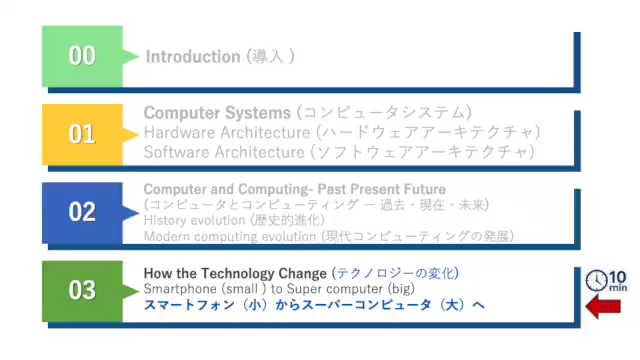 00
Introduction (導入 )
01
Computer Systems (コンピュータシステム)
Hardware Architecture (ハードウェアアーキテクチャ)
Software Architecture (ソフトウェアアーキテクチャ)
02
Computer and Computing- Past Present Future
(コンピュータとコンピューティング ― 過去・現在・未来)
History evolution (歴史的進化)
Modern computing evolution (現代コンピューティングの発展)
03
How the Technology Change (テクノロジーの変化)
Smartphone (small ) to Super computer (big)
スマートフォン（小）からスーパーコンピュータ（大）へ
10
min